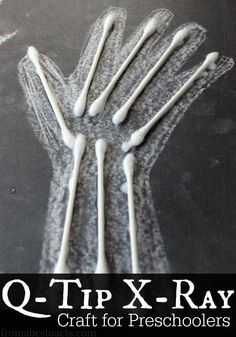 Q-Tip X-Ray
Craft for Preschoolers
fromabcstoacts.com